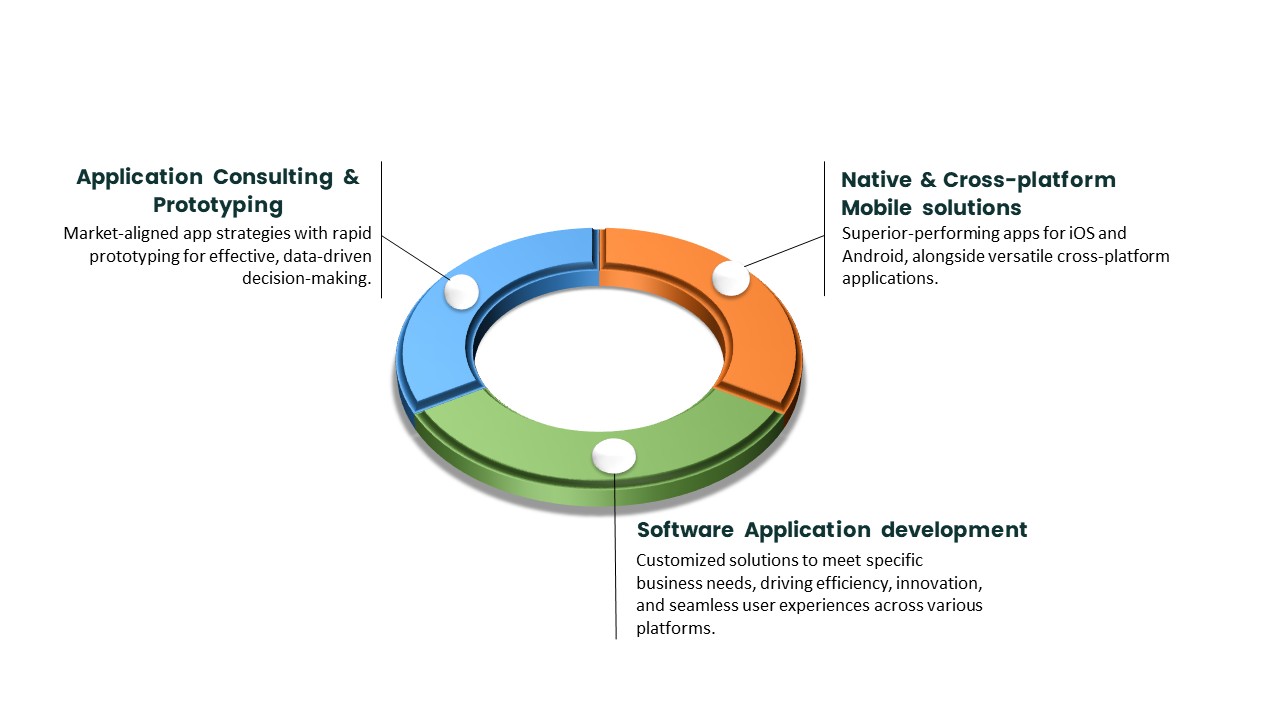 Application Consulting &
Prototyping
Market-aligned app strategies with rapid
prototyping for effective, data-driven
decision-making.
Native & Cross-platform
Mobile solutions
Superior-performing apps for iOS and
Android, alongside versatile cross-platform
applications.
Software Application development
Customized solutions to meet specific
business needs, driving efficiency, innovation,
and seamless user experiences across various
platforms.